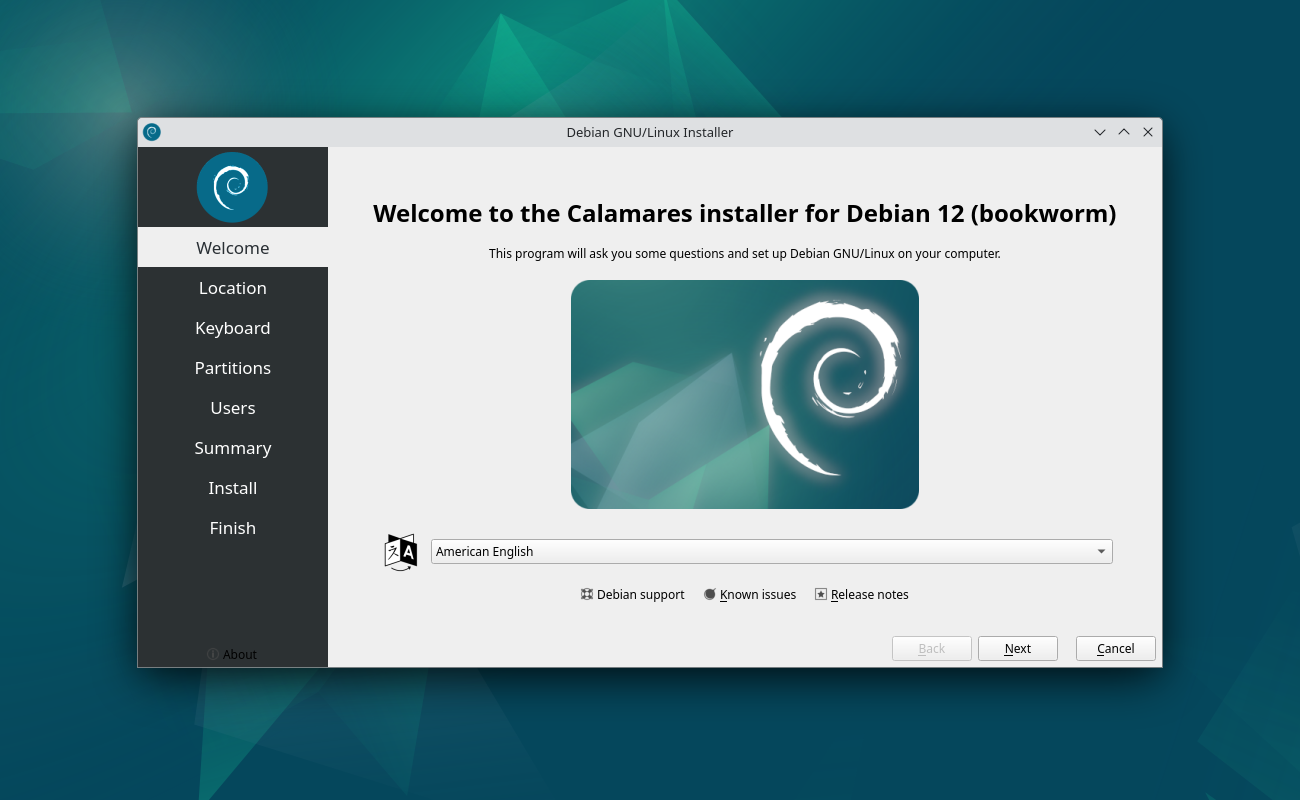 Debian GNU/Linux Installer
Welcome
Location
Keyboard
Partitions
Users
Summary
Install
Finish
About
Welcome to the Calamares installer for Debian 12 (bookworm)
This program will ask you some questions and set up Debian GNU/Linux on your computer.
文 A
American English
Debian support Known issues Release notes
Back Next Cancel